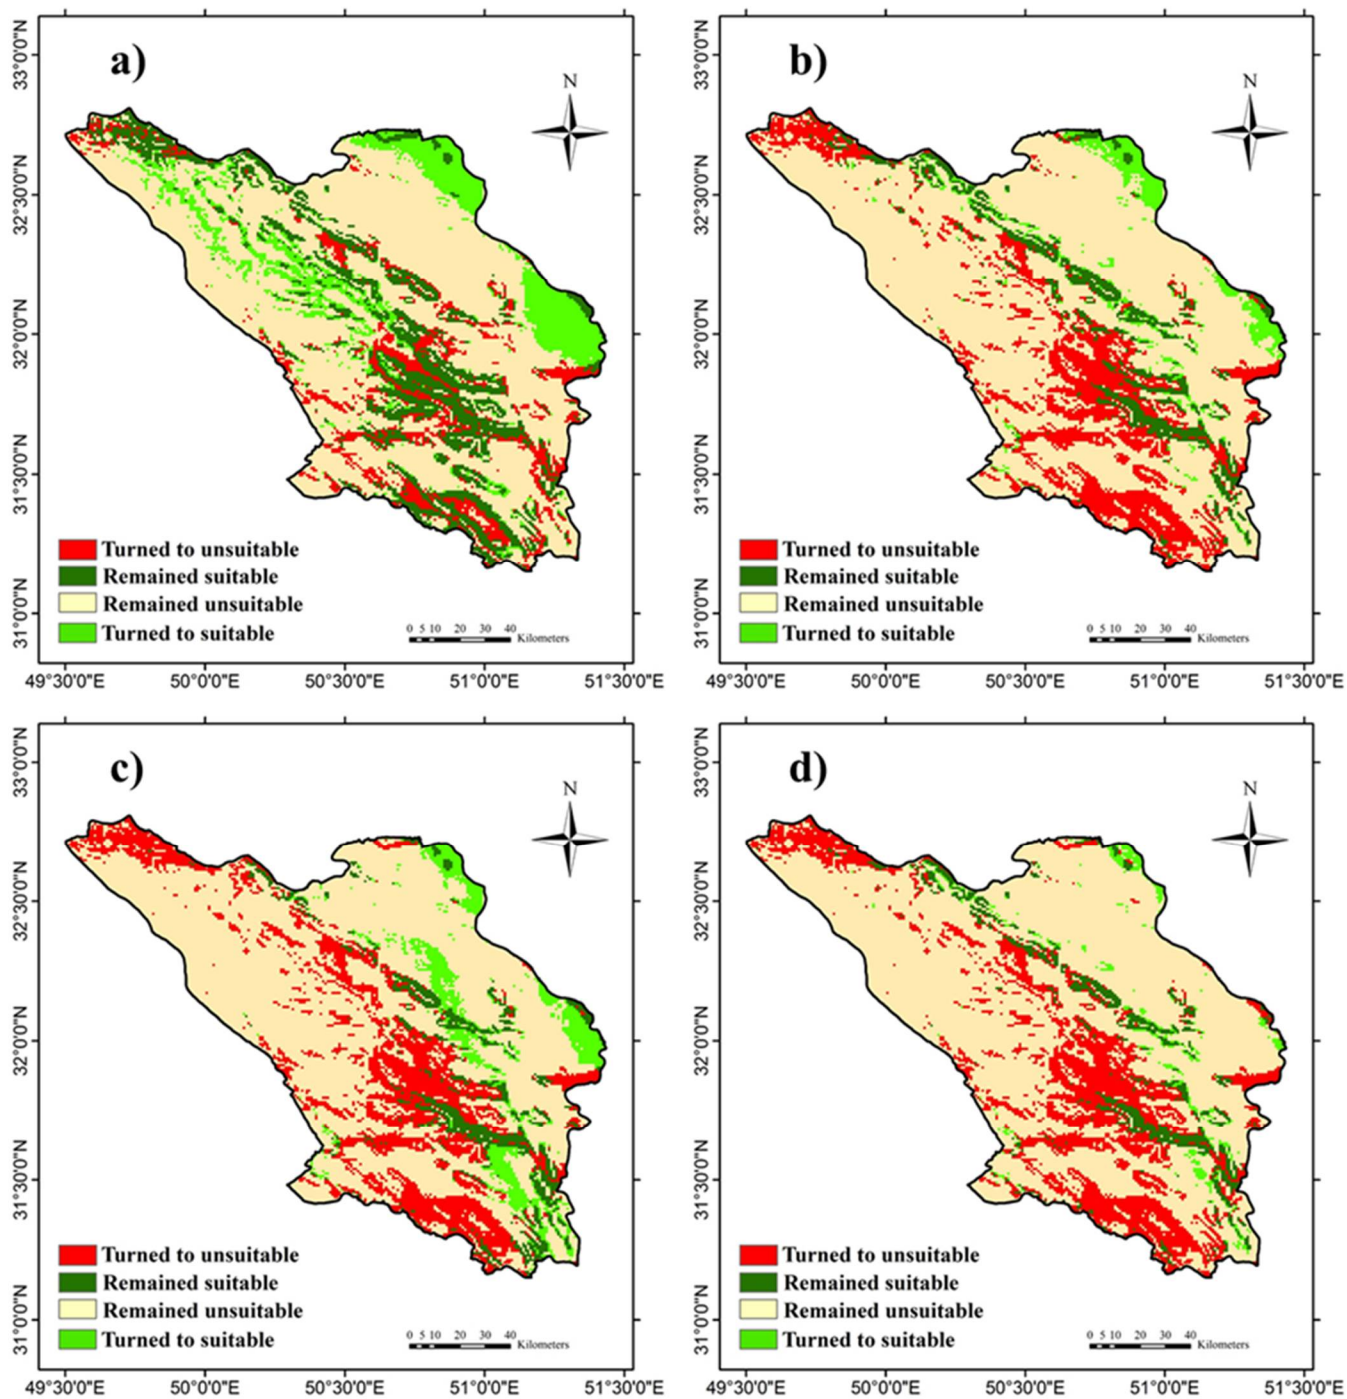 a)
N
33°0'0"N
32°30'0"N
32°0'0"N
31°30'0"N
31°0'0"N
Turned to unsuitable
Remained suitable
Remained unsuitable
Turned to suitable
0 5 10 20 30 40
Kilometers
49°30'0"E 50°0'0"E 50°30'0"E 51°0'0"E 51°30'0"E
b)
N
33°0'0"N
32°30'0"N
32°0'0"N
31°30'0"N
31°0'0"N
Turned to unsuitable
Remained suitable
Remained unsuitable
Turned to suitable
0 5 10 20 30 40
Kilometers
49°30'0"E 50°0'0"E 50°30'0"E 51°0'0"E 51°30'0"E
c)
N
33°0'0"N
32°30'0"N
32°0'0"N
31°30'0"N
31°0'0"N
Turned to unsuitable
Remained suitable
Remained unsuitable
Turned to suitable
0 5 10 20 30 40
Kilometers
49°30'0"E 50°0'0"E 50°30'0"E 51°0'0"E 51°30'0"E
d)
N
33°0'0"N
32°30'0"N
32°0'0"N
31°30'0"N
31°0'0"N
Turned to unsuitable
Remained suitable
Remained unsuitable
Turned to suitable
0 5 10 20 30 40
Kilometers
49°30'0"E 50°0'0"E 50°30'0"E 51°0'0"E 51°30'0"E